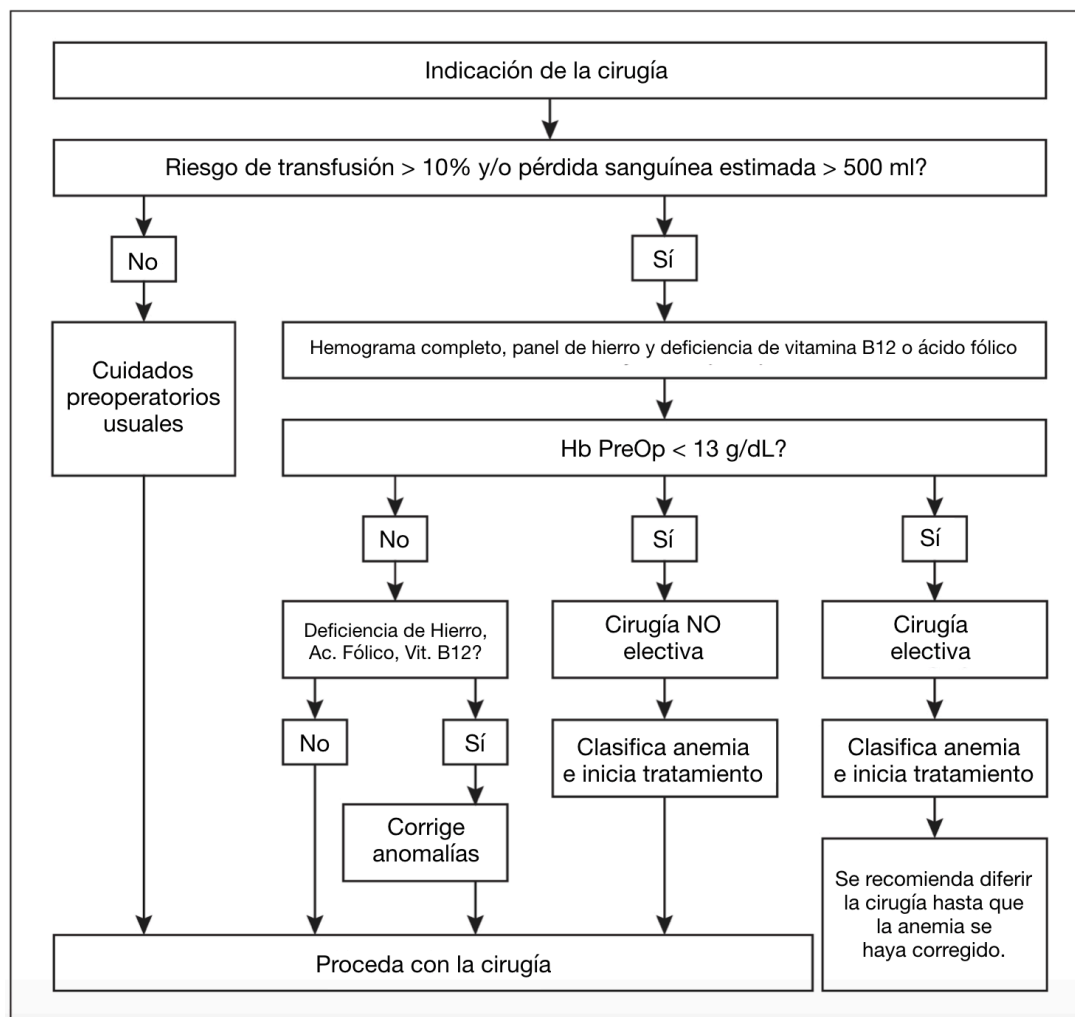 Indicación de la cirugía
Riesgo de transfusión > 10% y/o pérdida sanguínea estimada > 500 ml?
No
Sí
Cuidados
preoperatorios
usuales
Hemograma completo, panel de hierro y deficiencia de vitamina B12 o ácido fólico
Hb PreOp < 13 g/dL?
No
Sí
Sí
Deficiencia de Hierro,
Ac. Fólico, Vit. B12?
Cirugía NO
electiva
Cirugía
electiva
No
Sí
Clasifica anemia
e inicia tratamiento
Clasifica anemia
e inicia tratamiento
Corrige
anomalías
Se recomienda diferir
la cirugía hasta que
la anemia se
haya corregido.
Proceda con la cirugía